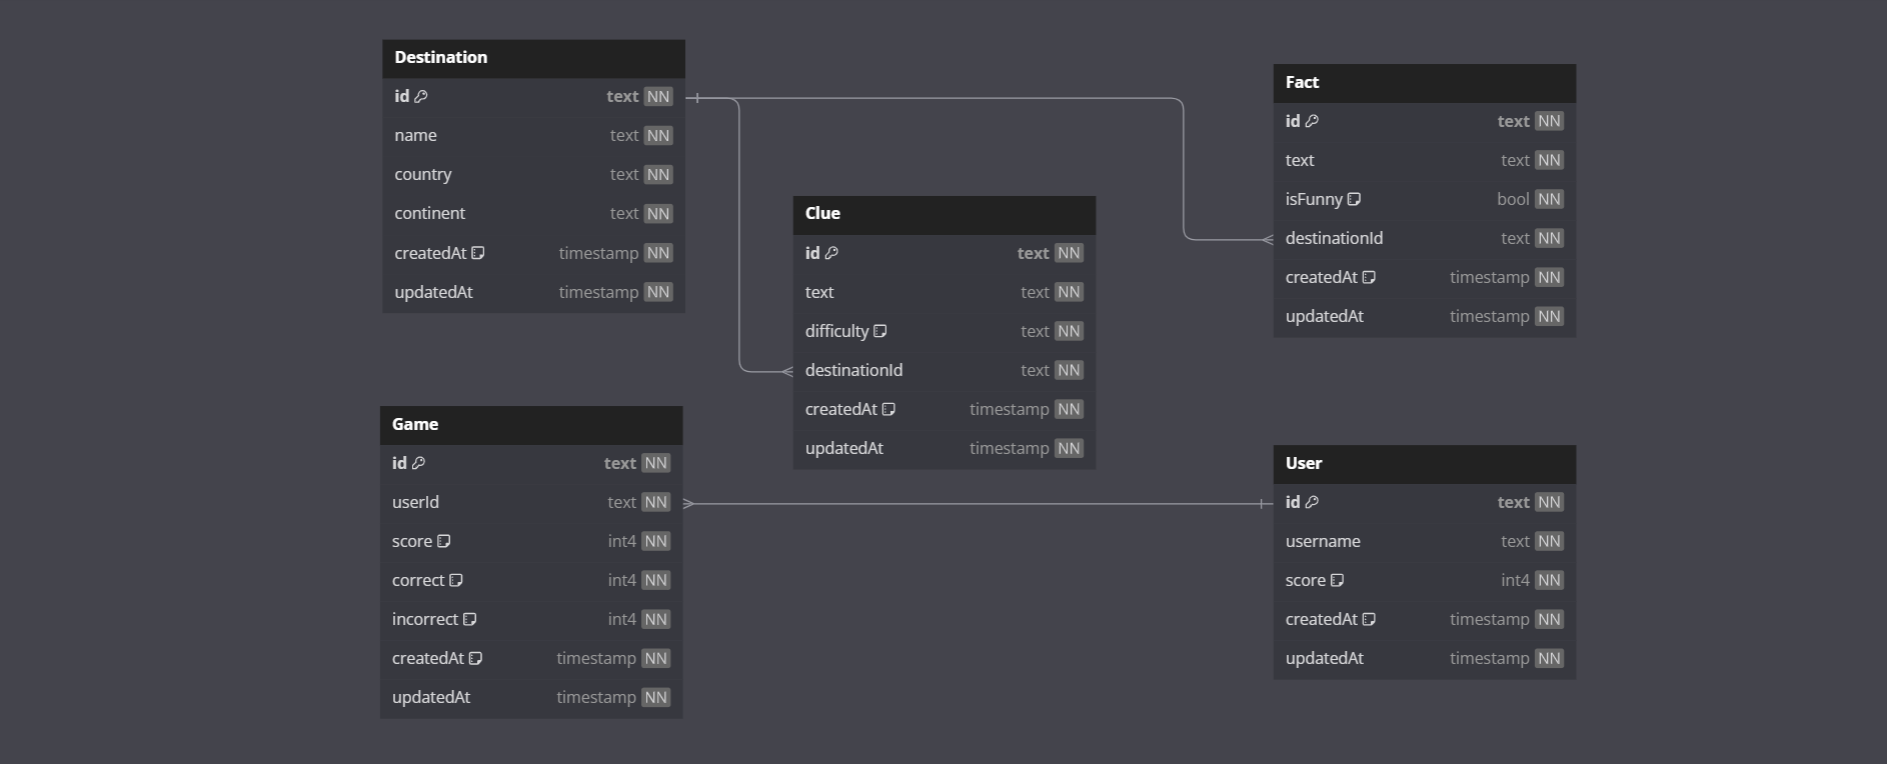 Destination
id text NN
name text NN
country text NN
continent text NN
createdAt timestamp NN
updatedAt timestamp NN
Clue
id text NN
text text NN
difficulty text NN
destinationId text NN
createdAt timestamp NN
updatedAt timestamp NN
Fact
id text NN
text text NN
isFunny bool NN
destinationId text NN
createdAt timestamp NN
updatedAt timestamp NN
Game
id text NN
userId text NN
score int4 NN
correct int4 NN
incorrect int4 NN
createdAt timestamp NN
updatedAt timestamp NN
User
id text NN
username text NN
score int4 NN
createdAt timestamp NN
updatedAt timestamp NN